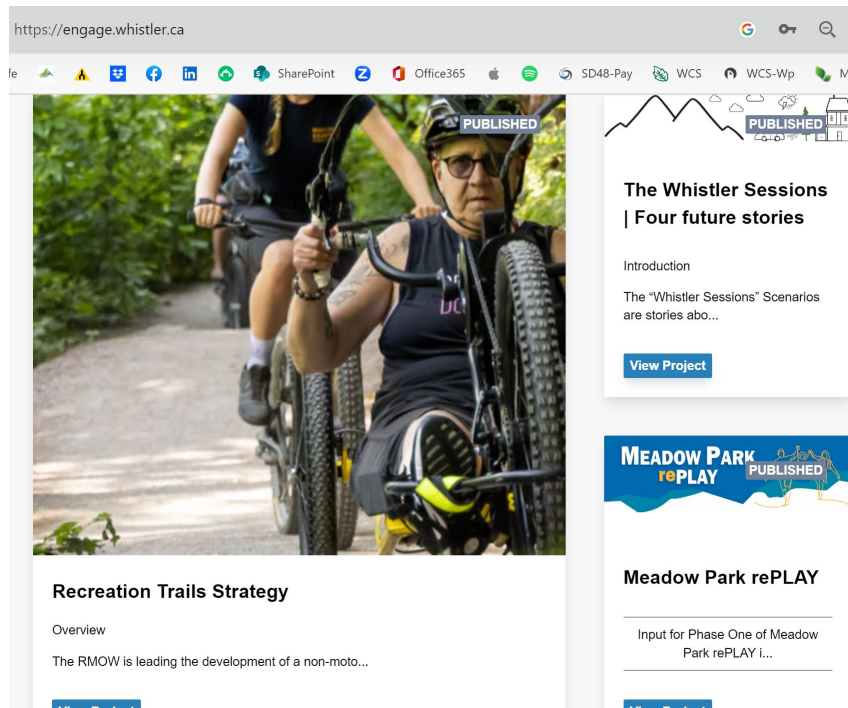 https://engage.whistler.ca
fe
SharePoint
Office365
SD48-Pay
WCS
WCS-Wp
M
PUBLISHED
Recreation Trails Strategy
Overview
The RMOW is leading the development of a non-moto...
PUBLISHED
The Whistler Sessions
| Four future stories
Introduction
The “Whistler Sessions” Scenarios
are stories abo...
View Project
MEADOW PARK
rePLAY
PUBLISHED
Meadow Park rePLAY
Input for Phase One of Meadow
Park rePLAY i...